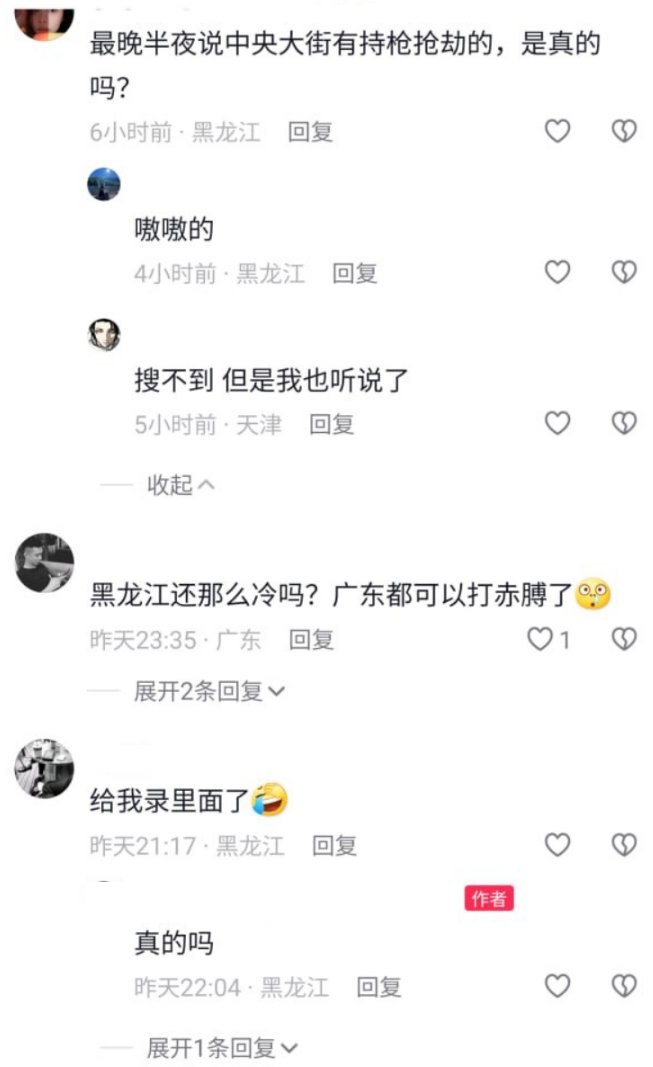 最晚半夜说中央大街有持枪抢劫的，是真的
吗？
6小时前 · 黑龙江 回复
嗷嗷的
4小时前 · 黑龙江 回复
搜不到 但是我也听说了
5小时前 · 天津 回复
收起
黑龙江还那么冷吗？广东都可以打赤膊了
昨天23:35 · 广东 回复 1
展开2条回复
给我录里面了
昨天21:17 · 黑龙江 回复
作者
真的吗
昨天22:04 · 黑龙江 回复
展开1条回复